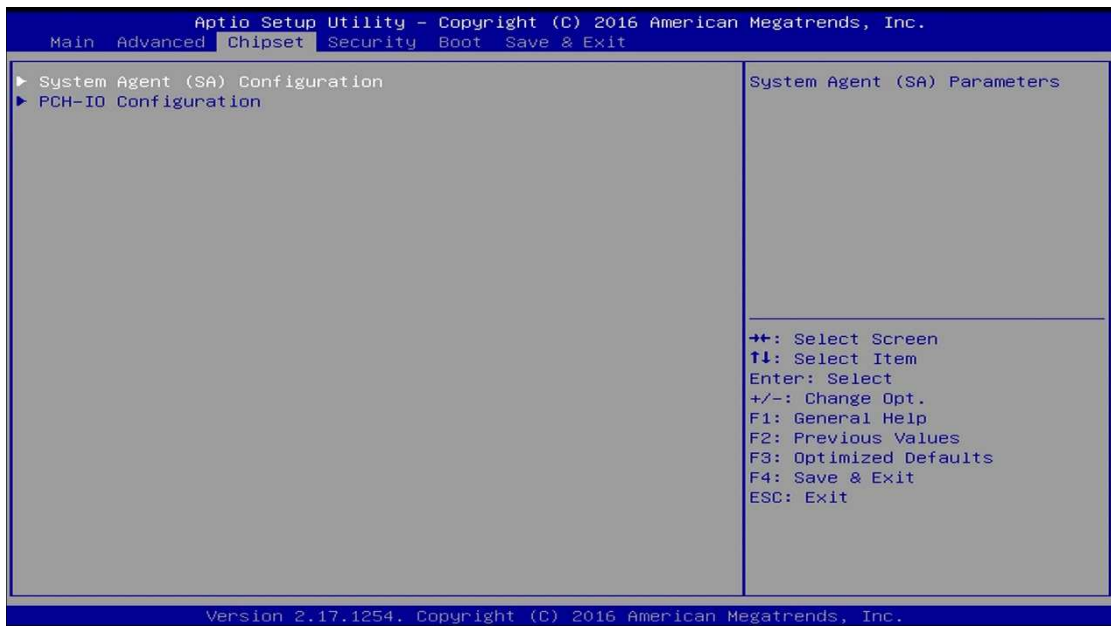 Aptio Setup Utility – Copyright (C) 2016 American Megatrends, Inc.
Main Advanced Chipset Security Boot Save & Exit
▶ System Agent (SA) Configuration
▶ PCH-IO Configuration
System Agent (SA) Parameters
→←: Select Screen
↑↓: Select Item
Enter: Select
+/-: Change Opt.
F1: General Help
F2: Previous Values
F3: Optimized Defaults
F4: Save & Exit
ESC: Exit
Version 2.17.1254. Copyright (C) 2016 American Megatrends, Inc.